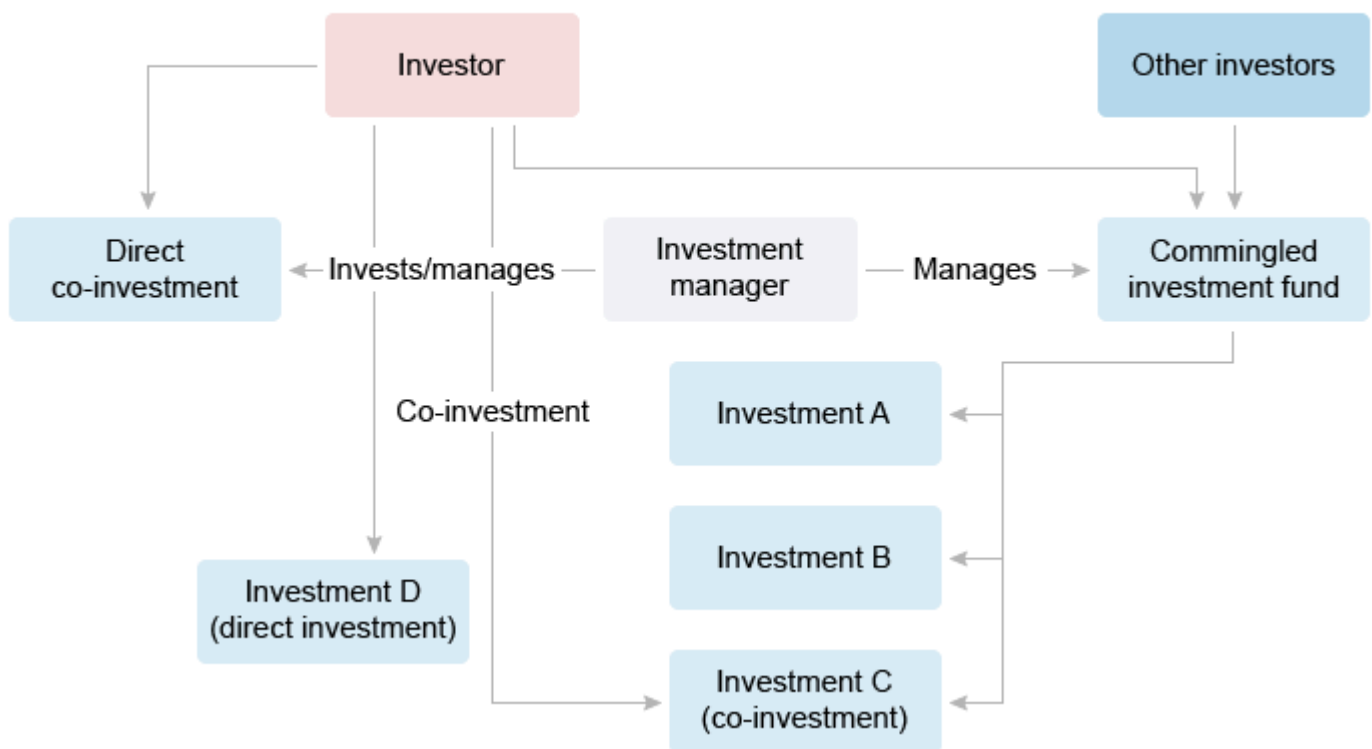 Investor
Other investors
Direct
co-investment
Invests/manages
Investment
manager
Manages
Commingled
investment fund
Investment A
Co-investment
Investment B
Investment D
(direct investment)
Investment C
(co-investment)